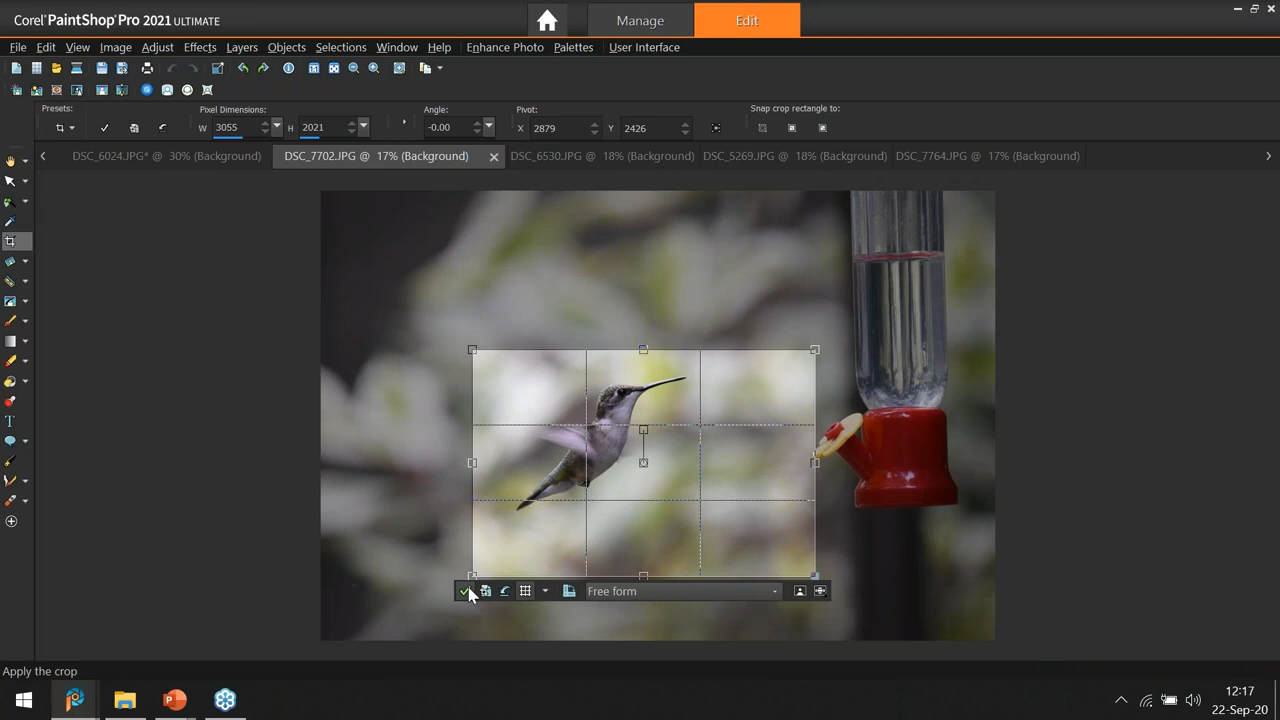 Corel® PaintShop® Pro 2021 ULTIMATE
Manage
Edit
File Edit View Image Adjust Effects Layers Objects Selections Window Help Enhance Photo Palettes User Interface
Presets:
Pixel Dimensions:
Angle:
Pivot:
Snap crop rectangle to:
W 3055 H 2021 -0.00 X 2879 Y 2426
DSC_6024.JPG* @ 30% (Background)
DSC_7702.JPG @ 17% (Background)
DSC_6530.JPG @ 18% (Background)
DSC_5269.JPG @ 18% (Background)
DSC_7764.JPG @ 17% (Background)
Free form
Apply the crop
12:17
22-Sep-20